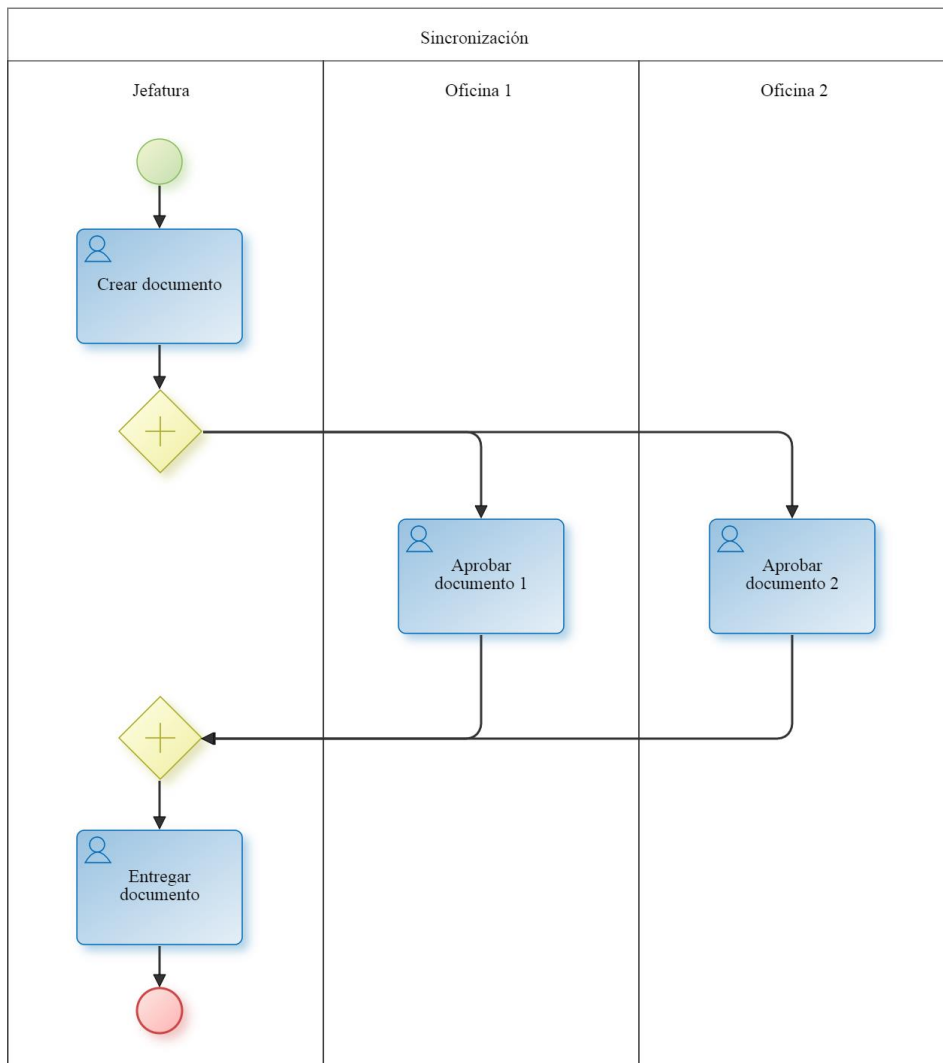 Sincronización
Jefatura
Oficina 1
Oficina 2
Crear documento
Aprobar
documento 1
Aprobar
documento 2
Entregar
documento